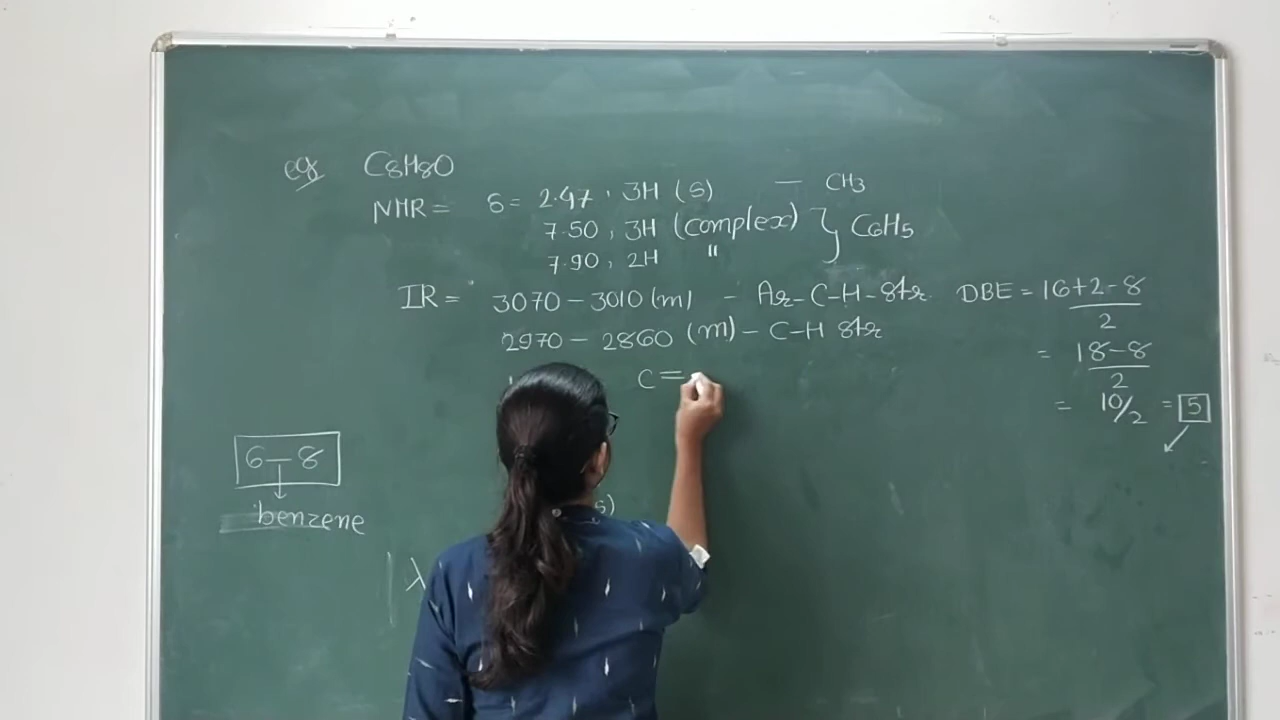 eg C8H8O
NMR = δ = 2.47, 3H (s) — CH3
7.50, 3H (complex) } C6H5
7.90, 2H "
IR = 3070 – 3010 (m) - Ar-C-H-str.
2970 – 2860 (m) – C-H str
C=
s)
DBE = 16+2-8 / 2
= 18-8 / 2
= 10/2 = 5
6 – 8
benzene
λ